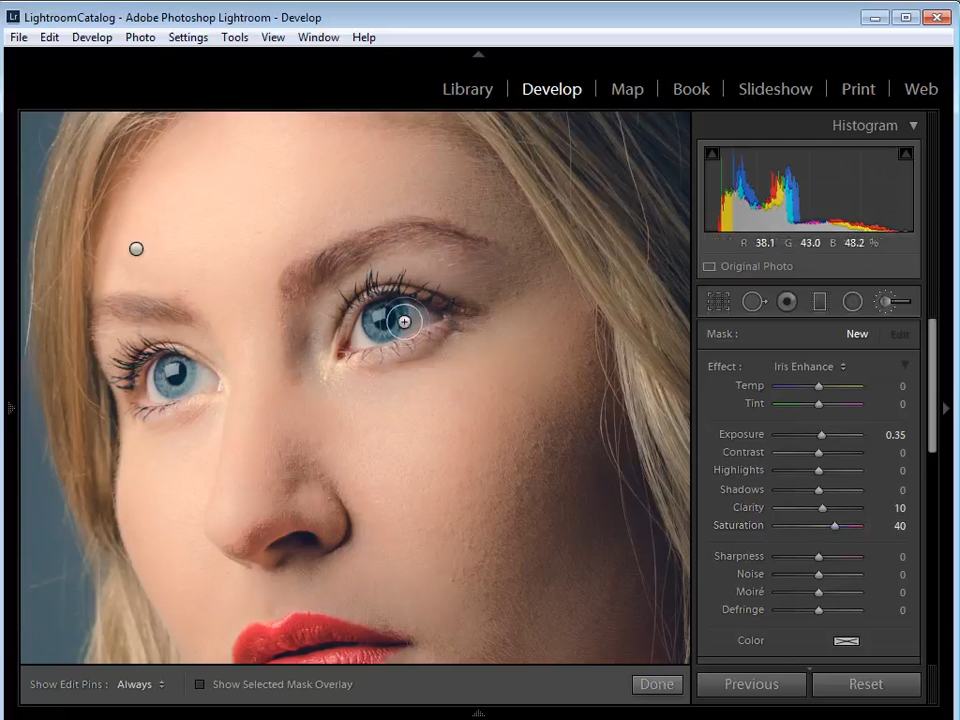 LightroomCatalog - Adobe Photoshop Lightroom - Develop
File Edit Develop Photo Settings Tools View Window Help
Library | Develop | Map | Book | Slideshow | Print | Web
Histogram
R 38.1 G 43.0 B 48.2 %
Original Photo
Mask : New Edit
Effect : Iris Enhance
Temp 0
Tint 0
Exposure 0.35
Contrast 0
Highlights 0
Shadows 0
Clarity 10
Saturation 40
Sharpness 0
Noise 0
Moiré 0
Defringe 0
Color
Show Edit Pins : Always Show Selected Mask Overlay Done Previous Reset